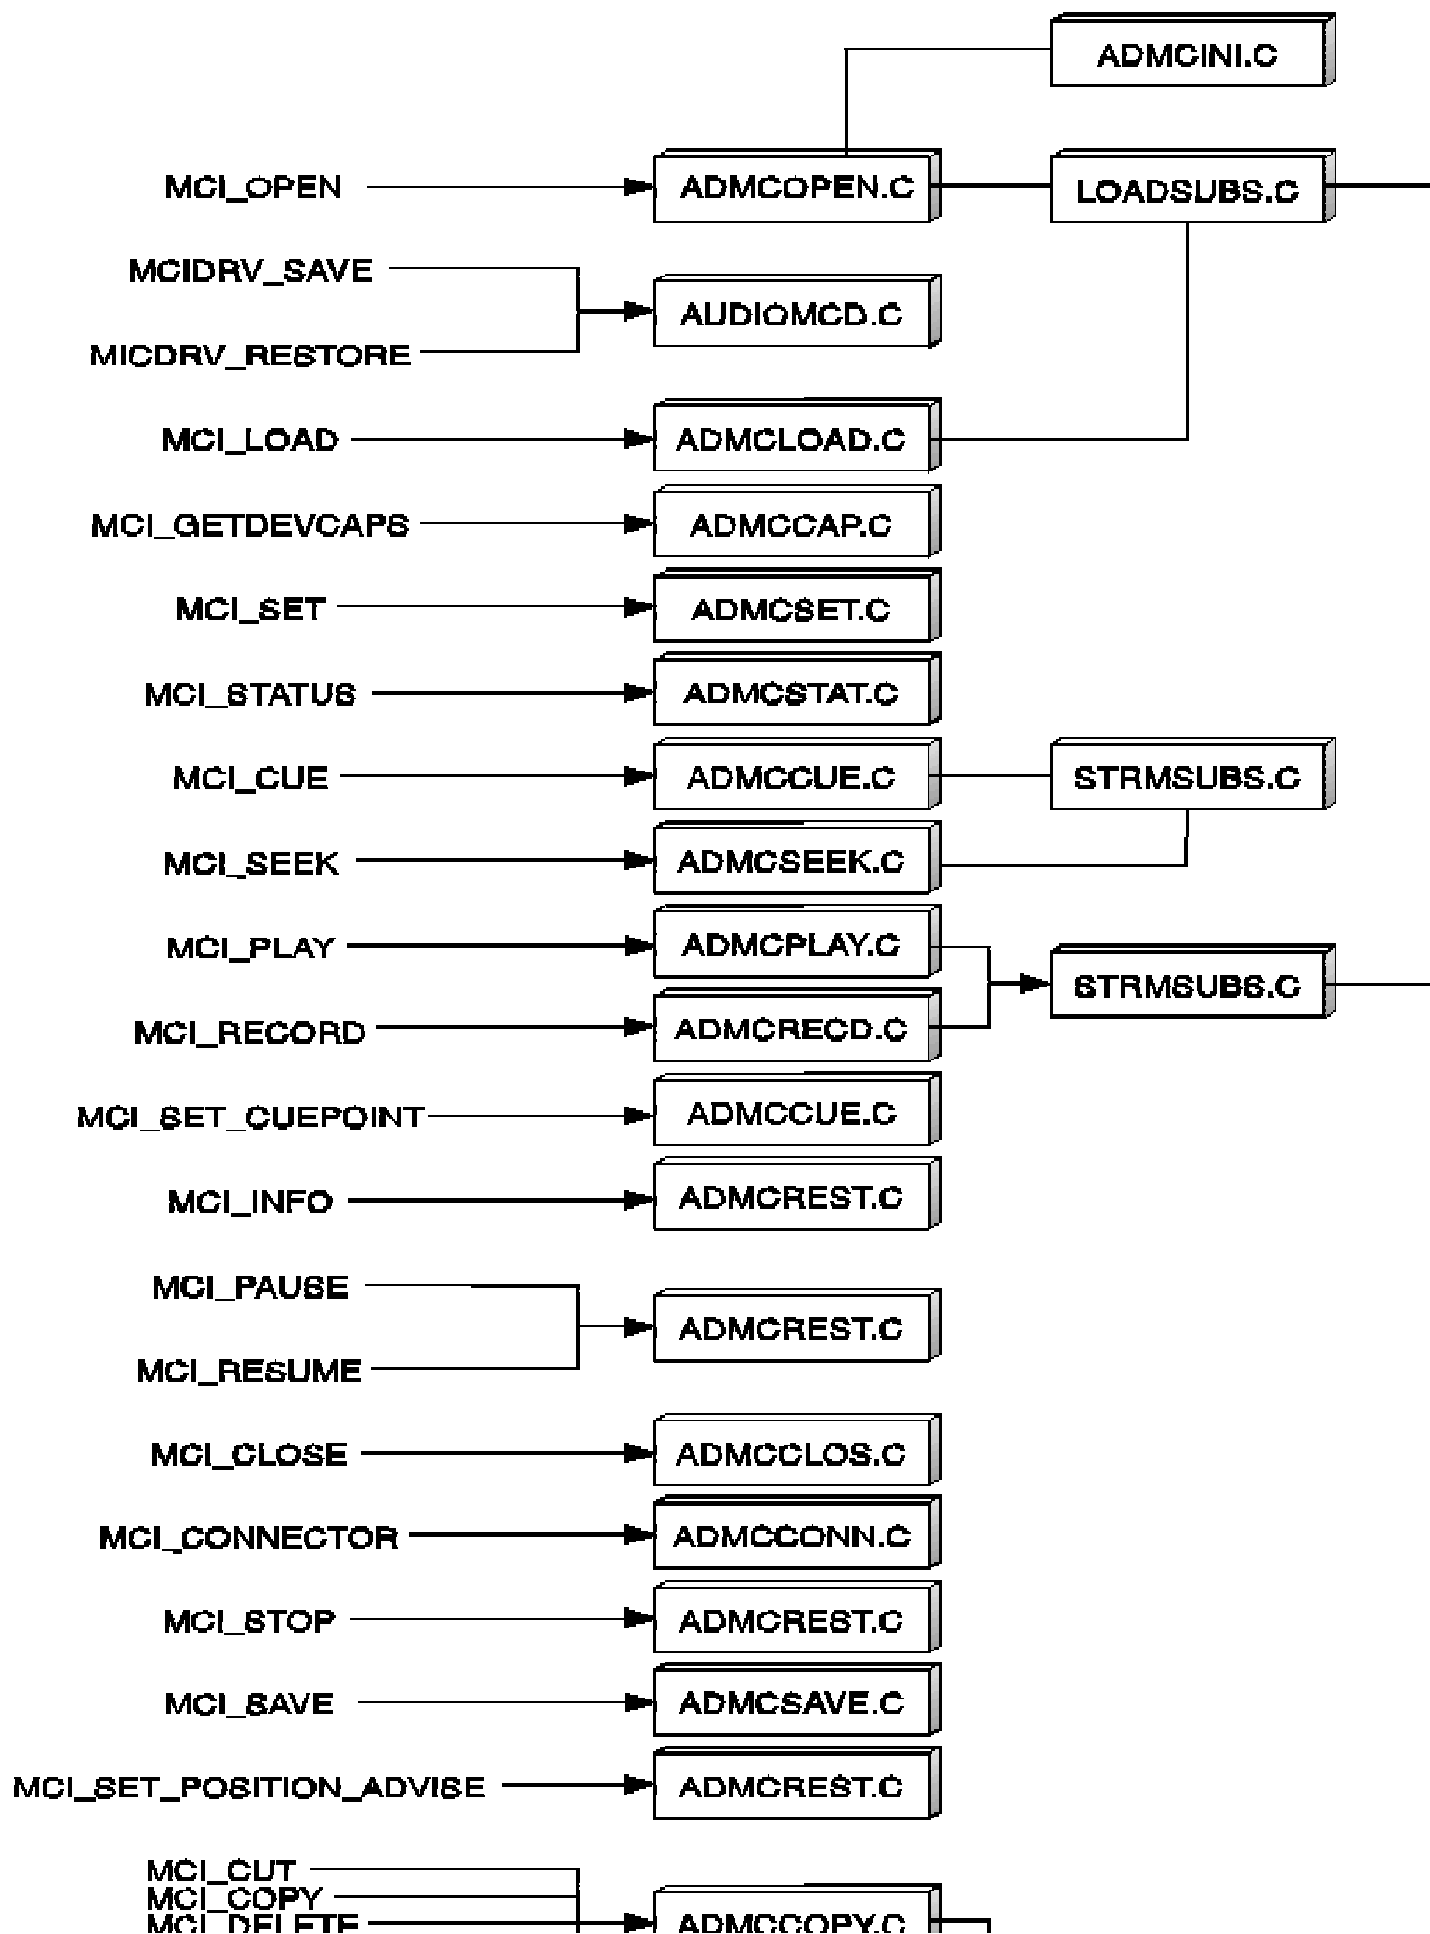 ADMCINI.C
MCI_OPEN ADMCOPEN.C LOADSUBS.C
MCIDRV_SAVE
AUDIOMCD.C
MICDRV_RESTORE
MCI_LOAD ADMCLOAD.C
MCI_GETDEVCAPS ADMCCAP.C
MCI_SET ADMCSET.C
MCI_STATUS ADMCSTAT.C
MCI_CUE ADMCCUE.C STRMSUBS.C
MCI_SEEK ADMCSEEK.C
MCI_PLAY ADMCPLAY.C
STRMSUBS.C
MCI_RECORD ADMCRECD.C
MCI_SET_CUEPOINT ADMCCUE.C
MCI_INFO ADMCREST.C
MCI_PAUSE
ADMCREST.C
MCI_RESUME
MCI_CLOSE ADMCCLOS.C
MCI_CONNECTOR ADMCCONN.C
MCI_STOP ADMCREST.C
MCI_SAVE ADMCSAVE.C
MCI_SET_POSITION_ADVISE ADMCREST.C
MCI_CUT
MCI_COPY
MCI_DELETE ADMCCOPY.C